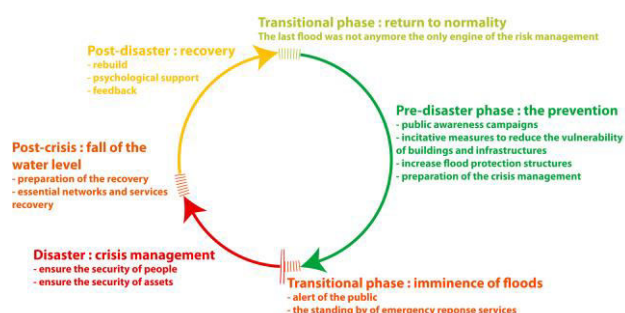 Transitional phase : return to normality
The last flood was not anymore the only engine of the risk management
Post-disaster : recovery
- rebuild
- psychological support
- feedback
Pre-disaster phase : the prevention
- public awareness campaigns
- incitative measures to reduce the vulnerability
of buildings and infrastructures
- increase flood protection structures
- preparation of the crisis management
Post-crisis : fall of the
water level
- preparation of the recovery
- essential networks and services
recovery
Disaster : crisis management
- ensure the security of people
- ensure the security of assets
Transitional phase : imminence of floods
- alert of the public
- the standing by of emergency reponse services